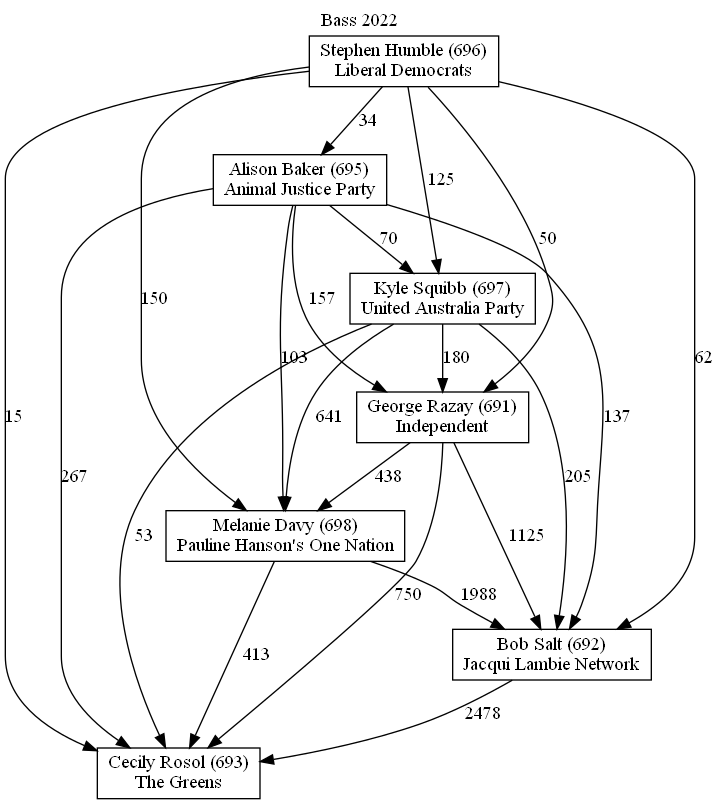 Bass 2022
Stephen Humble (696)
Liberal Democrats
34
Alison Baker (695)
Animal Justice Party
125
70
50
Kyle Squibb (697)
United Australia Party
150
157
103
180
62
George Razay (691)
Independent
15
641
137
267
438
205
Melanie Davy (698)
Pauline Hanson's One Nation
53
1125
750
1988
413
Bob Salt (692)
Jacqui Lambie Network
2478
Cecily Rosol (693)
The Greens